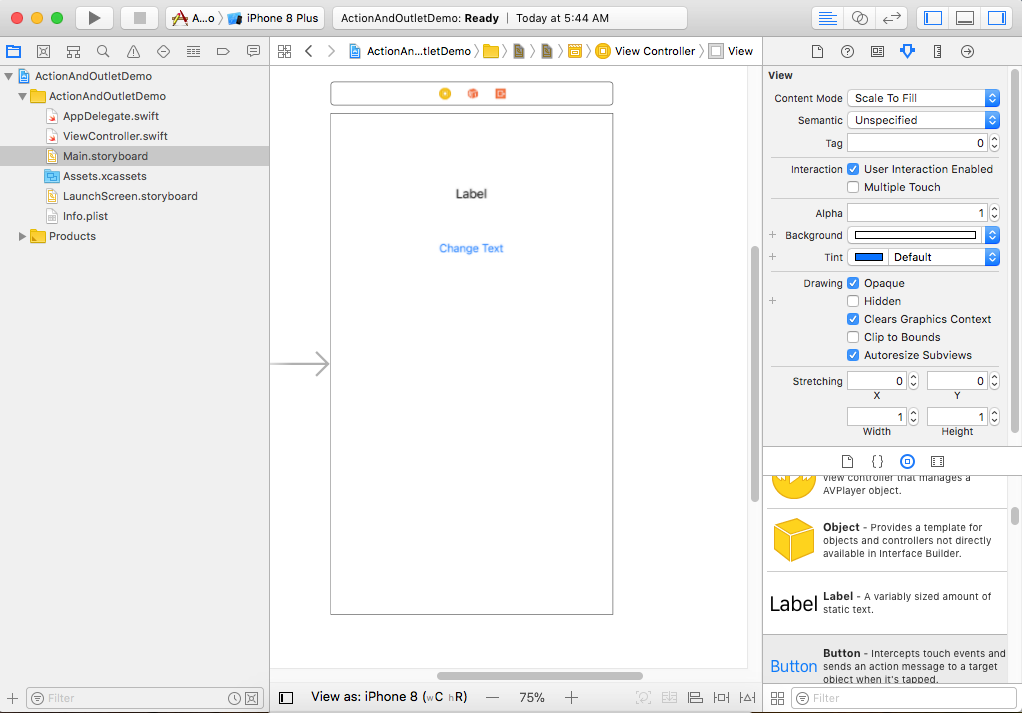 A...o
iPhone 8 Plus
ActionAndOutletDemo: Ready
Today at 5:44 AM
ActionAn...tletDemo
View Controller
View
ActionAndOutletDemo
ActionAndOutletDemo
AppDelegate.swift
ViewController.swift
Main.storyboard
Assets.xcassets
LaunchScreen.storyboard
Info.plist
Products
Filter
Label
Change Text
View as: iPhone 8 (wC hR)
75%
View
Content Mode Scale To Fill
Semantic Unspecified
Tag 0
Interaction User Interaction Enabled
Multiple Touch
Alpha 1
Background
Tint Default
Drawing Opaque
Hidden
Clears Graphics Context
Clip to Bounds
Autoresize Subviews
Stretching 0 0
X Y
1 1
Width Height
{}
view controller that manages a
AVPlayer object.
Object - Provides a template for
objects and controllers not directly
available in Interface Builder.
Label
Label - A variably sized amount of
static text.
Button
Button - Intercepts touch events and
sends an action message to a target
object when it's tapped.
Filter